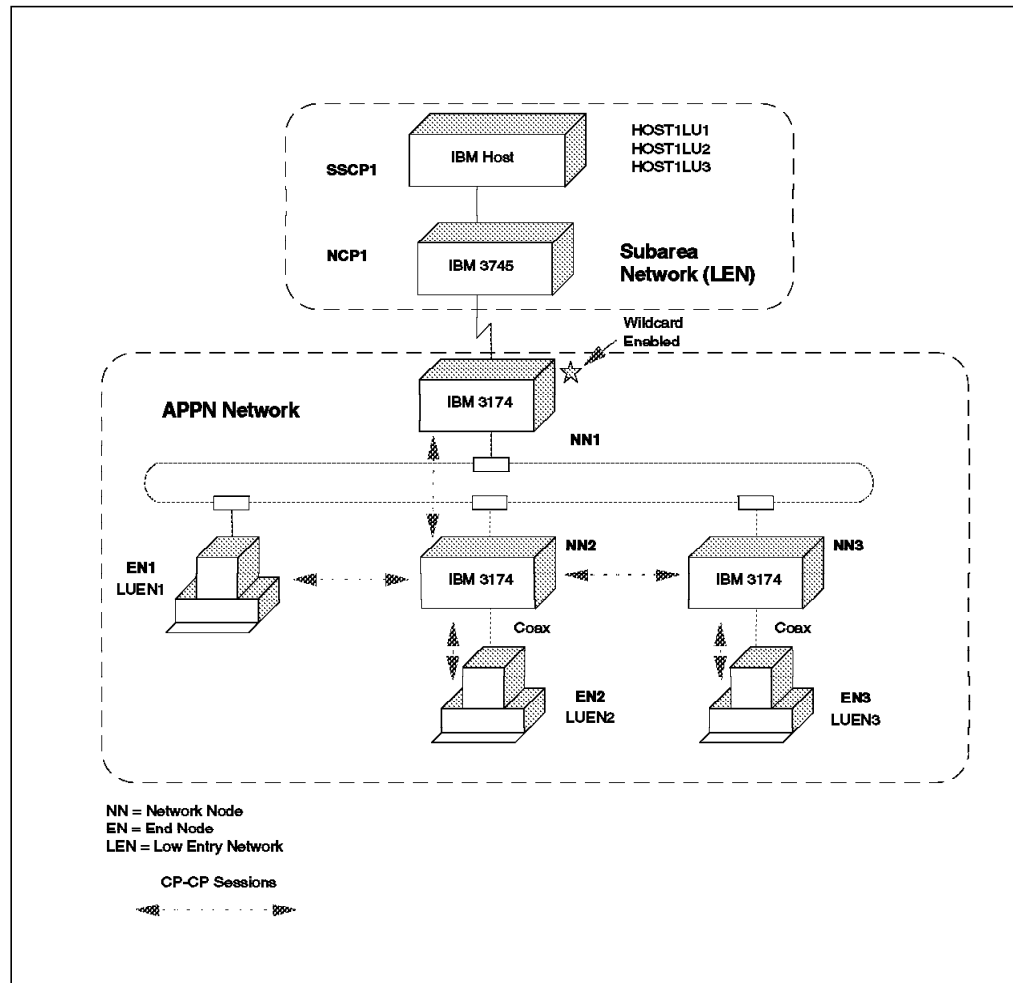 HOST1LU1
IBM Host
HOST1LU2
SSCP1
HOST1LU3
NCP1
IBM 3745
Subarea
Network (LEN)
Wildcard
Enabled
IBM 3174
APPN Network
NN1
NN2
NN3
EN1
LUEN1
IBM 3174
IBM 3174
Coax
Coax
EN2
LUEN2
EN3
LUEN3
NN = Network Node
EN = End Node
LEN = Low Entry Network
CP-CP Sessions